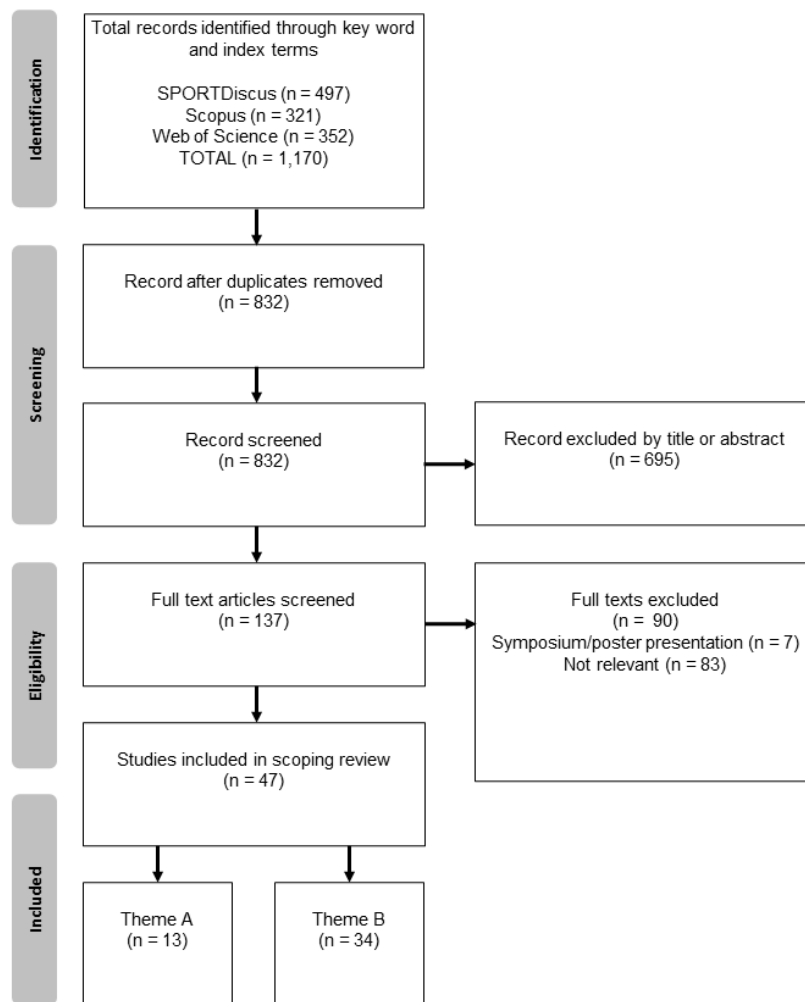 Identification
Total records identified through key word
and index terms
SPORTDiscus (n = 497)
Scopus (n = 321)
Web of Science (n = 352)
TOTAL (n = 1,170)
Screening
Record after duplicates removed
(n = 832)
Record screened
(n = 832)
Record excluded by title or abstract
(n = 695)
Eligibility
Full text articles screened
(n = 137)
Full texts excluded
(n = 90)
Symposium/poster presentation (n = 7)
Not relevant (n = 83)
Studies included in scoping review
(n = 47)
Included
Theme A
(n = 13)
Theme B
(n = 34)